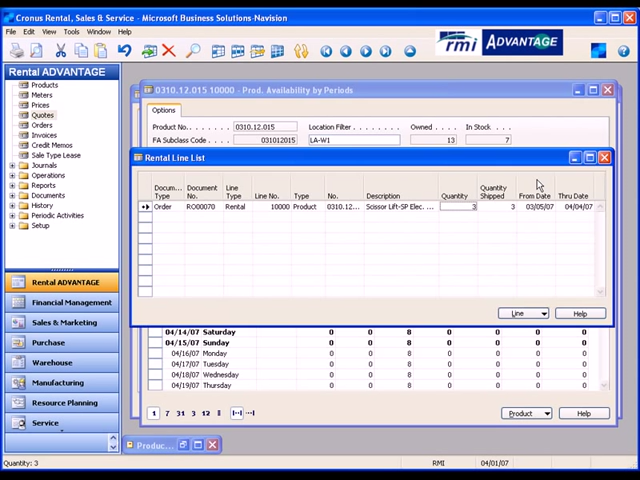 Cronus Rental, Sales & Service - Microsoft Business Solutions-Navision
File Edit View Tools Window Help
rmi ADVANTAGE
Rental ADVANTAGE
Products
Meters
Prices
Quotes
Orders
Invoices
Credit Memos
Sale Type Lease
Journals
Operations
Reports
Documents
History
Periodic Activities
Setup
Rental ADVANTAGE
Financial Management
Sales & Marketing
Purchase
Warehouse
Manufacturing
Resource Planning
Service
0310.12.015 10000 - Prod. Availability by Periods
Options
Product No. . . . . . . . 0310.12.015 Location Filter . . . . . . . Owned . . . In Stock . . .
FA Subclass Code . . . . 031012015 LA-W1 13 7
Rental Line List
Docum... Type Document No. Line Type Line No. Type No. Description Quantity Quantity Shipped From Date Thru Date
Order RO00070 Rental 10000 Product 0310.12.... Scissor Lift-SP Elec. ... 3 3 03/05/07 04/04/07
Line Help
04/14/07 Saturday 0 0 8 0 0 0
04/15/07 Sunday 0 0 8 0 0 0
04/16/07 Monday 0 0 8 0 0 0
04/17/07 Tuesday 0 0 8 0 0 0
04/18/07 Wednesday 0 0 8 0 0 0
04/19/07 Thursday 0 0 8 0 0 0
1 7 31 3 12
Product Help
Produc...
Quantity: 3 RMI 04/01/07